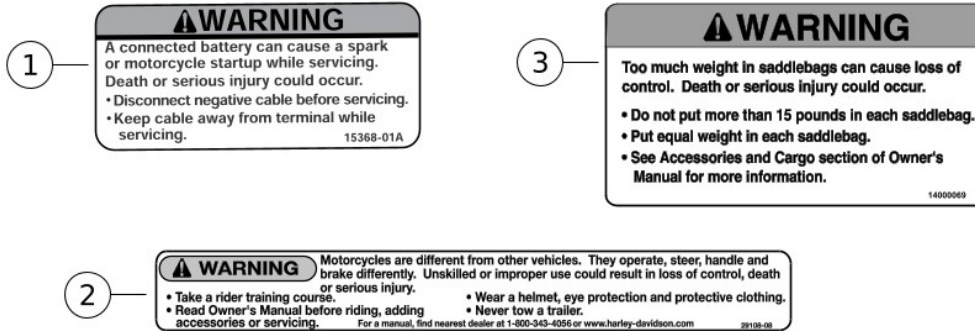 1
WARNING
A connected battery can cause a spark
or motorcycle startup while servicing.
Death or serious injury could occur.
• Disconnect negative cable before servicing.
• Keep cable away from terminal while
servicing.
15368-01A
3
WARNING
Too much weight in saddlebags can cause loss of
control. Death or serious injury could occur.
• Do not put more than 15 pounds in each saddlebag.
• Put equal weight in each saddlebag.
• See Accessories and Cargo section of Owner's
Manual for more information.
14000069
2
WARNING
Motorcycles are different from other vehicles. They operate, steer, handle and
brake differently. Unskilled or improper use could result in loss of control, death
or serious injury.
• Take a rider training course.
• Read Owner's Manual before riding, adding
accessories or servicing.
• Wear a helmet, eye protection and protective clothing.
• Never tow a trailer.
For a manual, find nearest dealer at 1-800-343-4056 or www.harley-davidson.com
29108-08